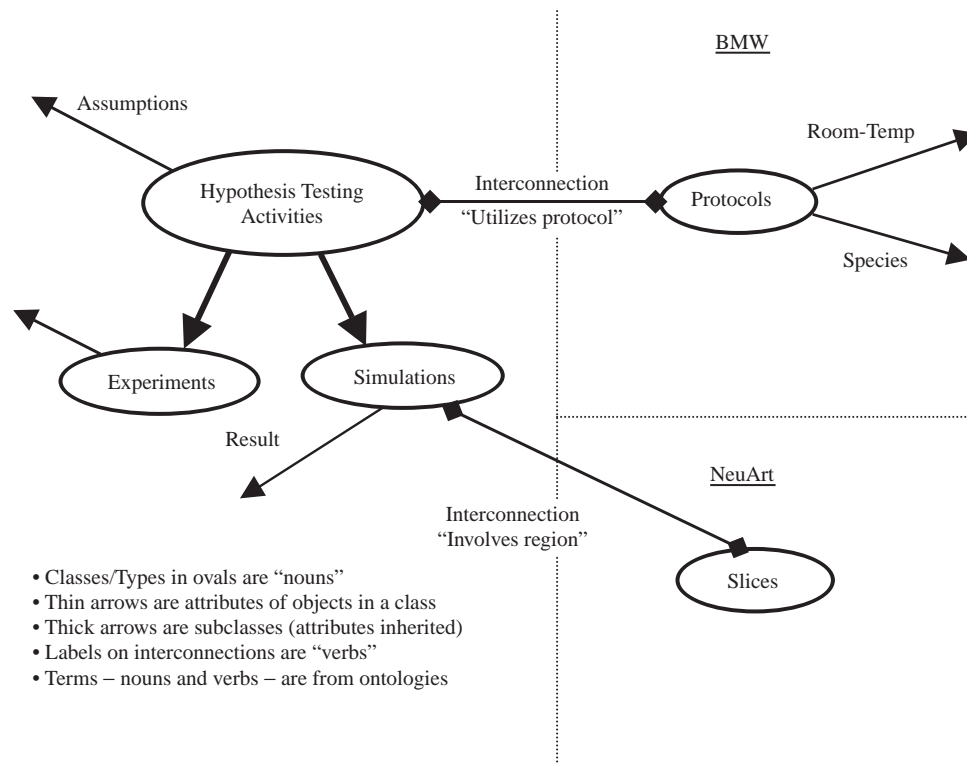 BMW
Assumptions
Room-Temp
Hypothesis Testing
Activities
Interconnection
“Utilizes protocol”
Protocols
Species
Experiments
Simulations
Result
NeuArt
Interconnection
“Involves region”
Slices
• Classes/Types in ovals are “nouns”
• Thin arrows are attributes of objects in a class
• Thick arrows are subclasses (attributes inherited)
• Labels on interconnections are “verbs”
• Terms – nouns and verbs – are from ontologies